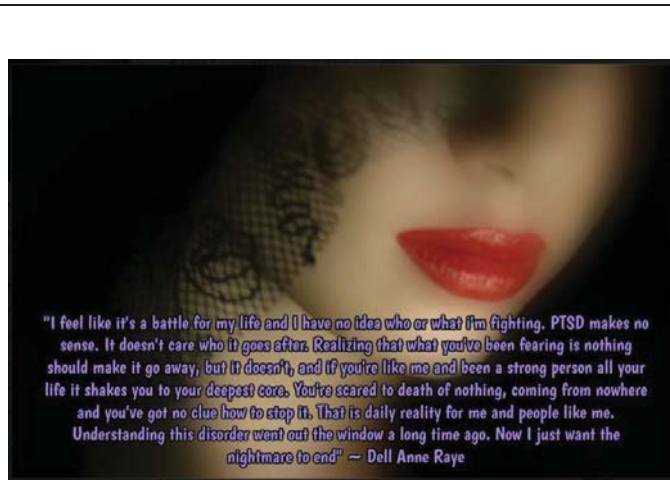 "I feel like it's a battle for my life and I have no idea who or what i'm fighting. PTSD makes no
sense. It doesn't care who it goes after. Realizing that what you've been fearing is nothing
should make it go away, but it doesn't, and if you're like me and been a strong person all your
life it shakes you to your deepest core. You're scared to death of nothing, coming from nowhere
and you've got no clue how to stop it. That is daily reality for me and people like me.
Understanding this disorder went out the window a long time ago. Now I just want the
nightmare to end" ~ Dell Anne Raye